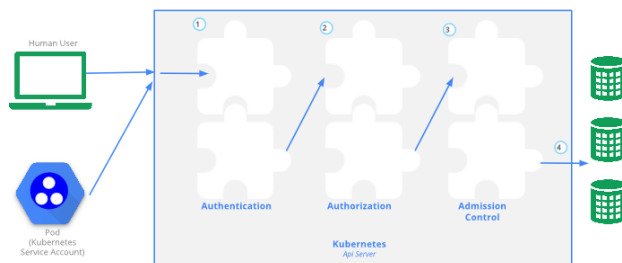 Human User
1
2
3
4
Authentication
Authorization
Admission
Control
Pod
(Kubernetes
Service Account)
Kubernetes
Api Server